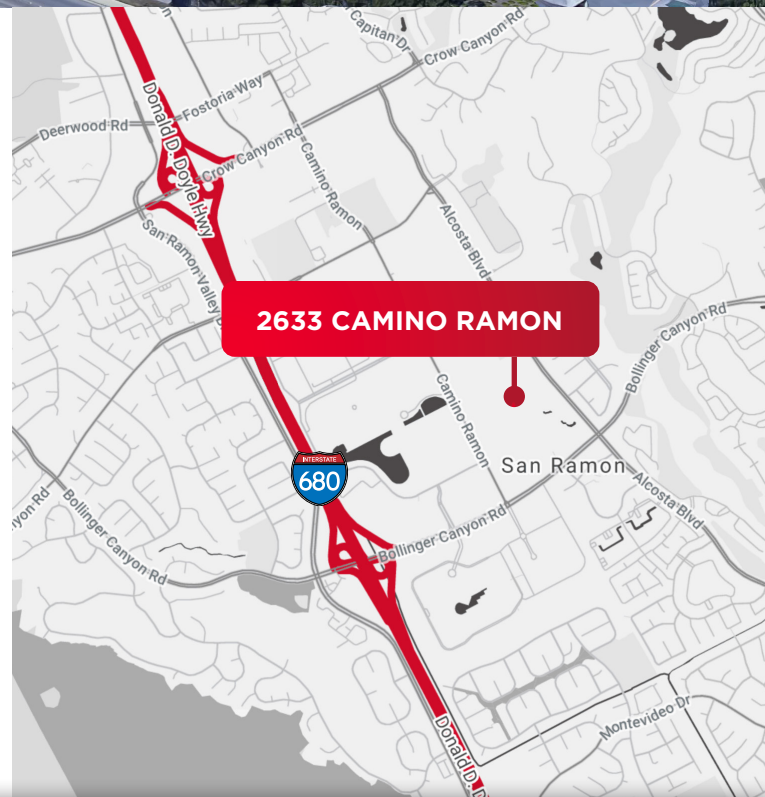 Capitan Dr
Crow Canyon Rd
Fostoria Way
Deerwood Rd
Donald D. Doyle Hwy
Crow Canyon Rd
Camino Ramon
Alcosta Blvd
San Ramon Valley
2633 CAMINO RAMON
Bollinger Canyon Rd
Camino Ramon
San Ramon
INTERSTATE
680
Alcosta Blvd
yon Rd
Bollinger Canyon Rd
Bollinger Canyon Rd
Montevideo Dr
Donald D. D